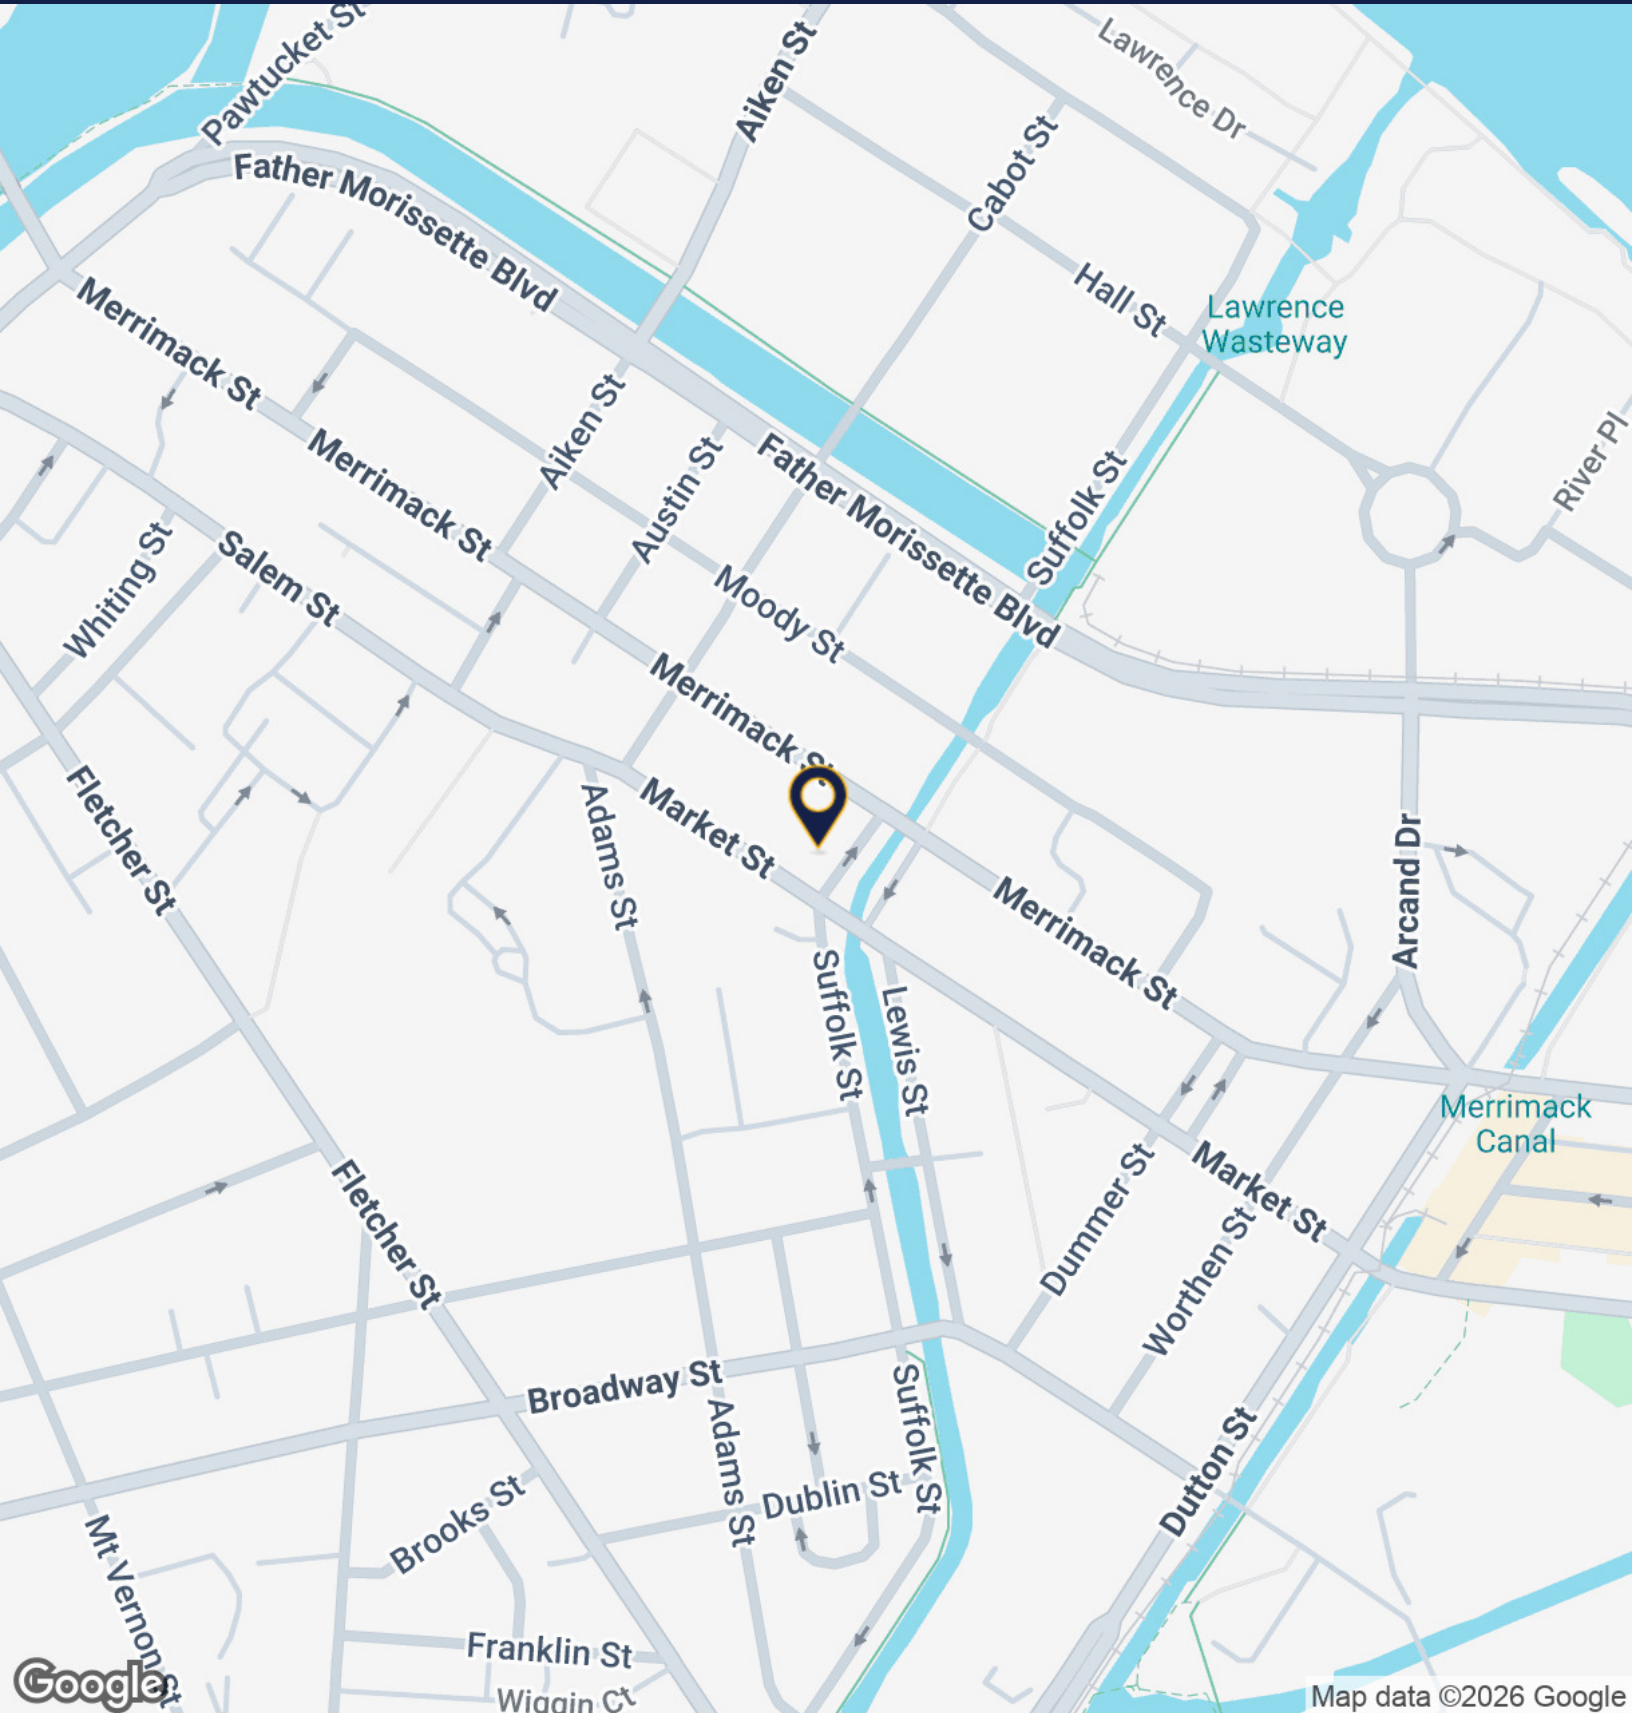 Pawtucket St
Aiken St
Lawrence Dr
Father Morissette Blvd
Cabot St
Hall St
Lawrence
Wasteway
Merrimack St
Aiken St
Austin St
Merrimack St
Father Morissette Blvd
Suffolk St
River Pl
Whiting St
Salem St
Moody St
Merrimack St
Fletcher St
Adams St
Market St
Arcand Dr
Merrimack St
Suffolk St
Lewis St
Merrimack
Canal
Dummer St
Market St
Worthen St
Fletcher St
Broadway St
Adams St
Suffolk St
Dublin St
Dutton St
Brooks St
Mt Vernon St
Franklin St
Wiggin Ct
Google
Map data ©2026 Google